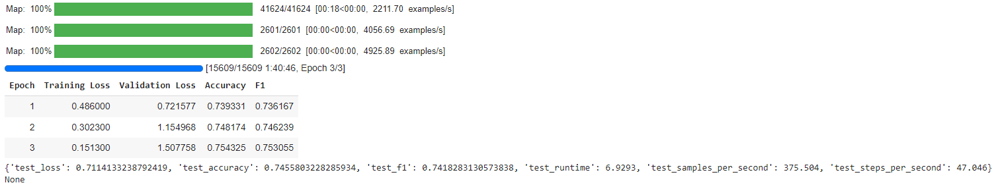 Map: 100% 41624/41624 [00:18<00:00, 2211.70 examples/s]
Map: 100% 2601/2601 [00:00<00:00, 4056.69 examples/s]
Map: 100% 2602/2602 [00:00<00:00, 4925.89 examples/s]
[15609/15609 1:40:46, Epoch 3/3]
Epoch Training Loss Validation Loss Accuracy F1
1 0.486000 0.721577 0.739331 0.736167
2 0.302300 1.154968 0.748174 0.746239
3 0.151300 1.507758 0.754325 0.753055
{'test_loss': 0.7114133238792419, 'test_accuracy': 0.7455803228285934, 'test_f1': 0.7418283130573838, 'test_runtime': 6.9293, 'test_samples_per_second': 375.504, 'test_steps_per_second': 47.046}
None